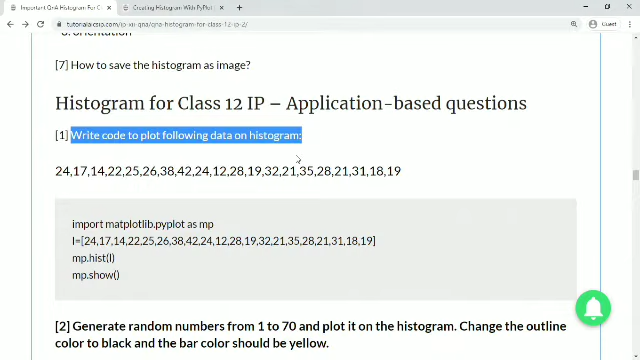 Important QnA Histogram For C
Creating Histogram With PyPlot
tutorialaicsip.com/ip-xii-qna/qna-histogram-for-class-12-ip-2/
Guest
[7] How to save the histogram as image?
Histogram for Class 12 IP – Application-based questions
[1] Write code to plot following data on histogram:
24,17,14,22,25,26,38,42,24,12,28,19,32,21,35,28,21,31,18,19
import matplotlib.pyplot as mp
l=[24,17,14,22,25,26,38,42,24,12,28,19,32,21,35,28,21,31,18,19]
mp.hist(l)
mp.show()
[2] Generate random numbers from 1 to 70 and plot it on the histogram. Change the outline
color to black and the bar color should be yellow.